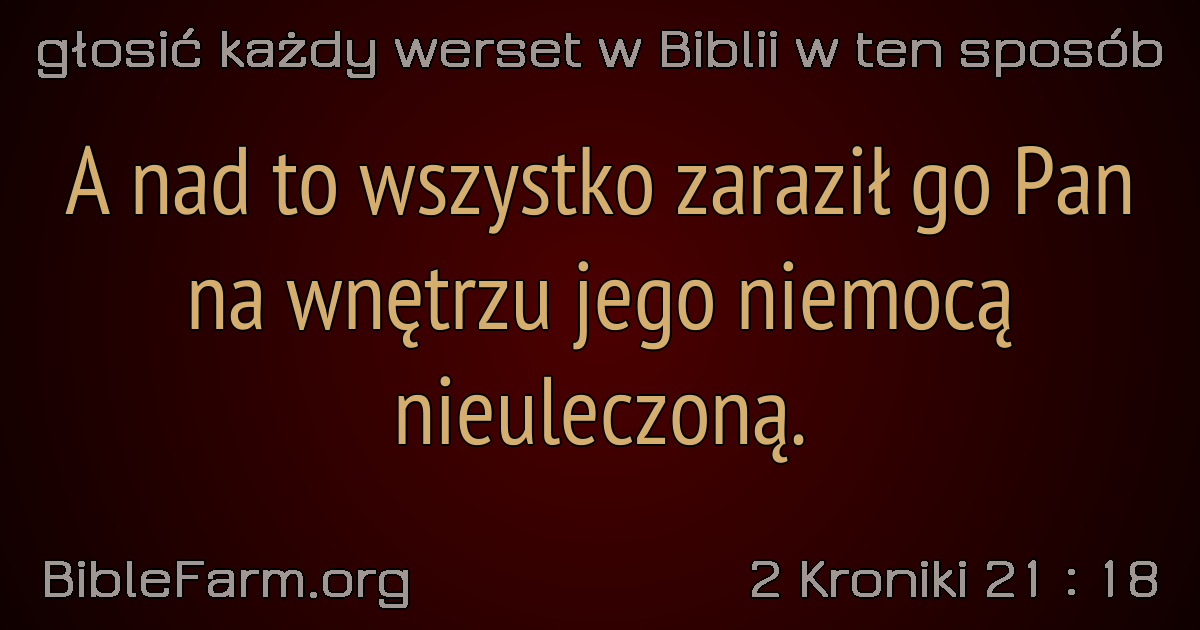 głosić każdy werset w Biblii w ten sposób
A nad to wszystko zaraził go Pan
na wnętrzu jego niemocą
nieuleczoną.
BibleFarm.org
2 Kroniki 21 : 18